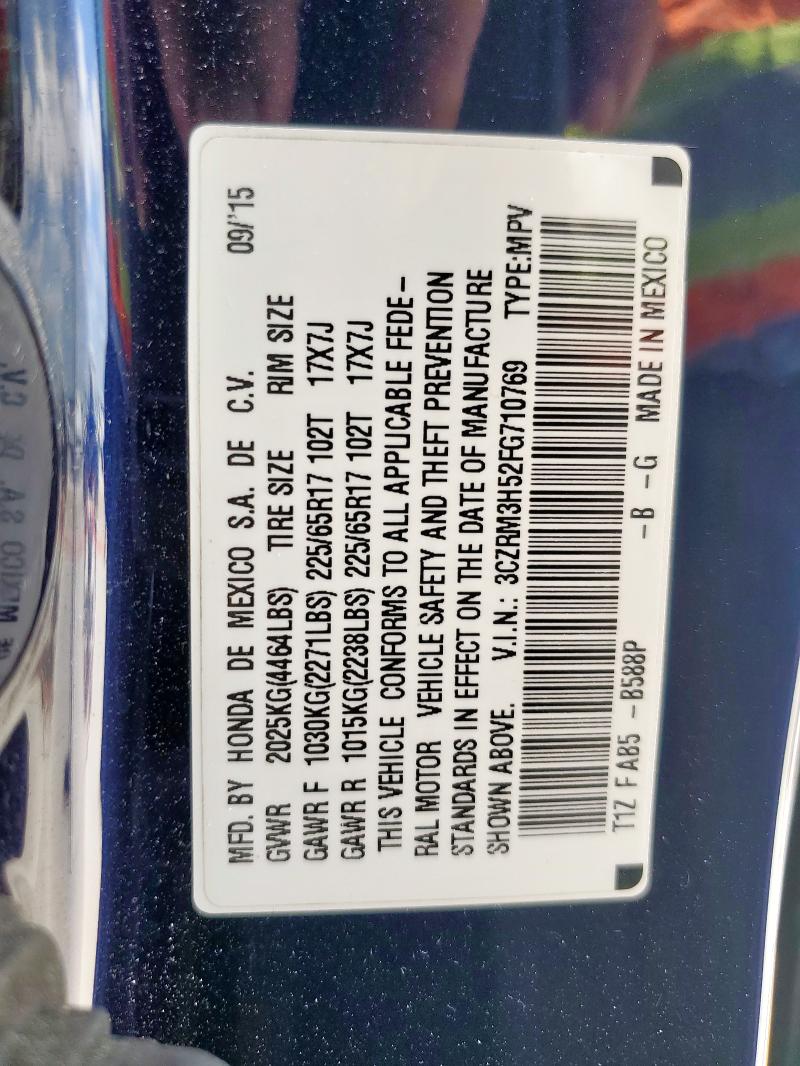 MFD. BY HONDA DE MEXICO S.A. DE C.V. 09/'15
GVWR 2025KG(4464LBS) TIRE SIZE RIM SIZE
GAWR F 1030KG(2271LBS) 225/65R17 102T 17X7J
GAWR R 1015KG(2238LBS) 225/65R17 102T 17X7J
THIS VEHICLE CONFORMS TO ALL APPLICABLE FEDE-
RAL MOTOR VEHICLE SAFETY AND THEFT PREVENTION
STANDARDS IN EFFECT ON THE DATE OF MANUFACTURE
SHOWN ABOVE. V.I.N.: 3CZRM3H52FG710769 TYPE:MPV
T1Z F AB5 -B588P -B -G MADE IN MEXICO